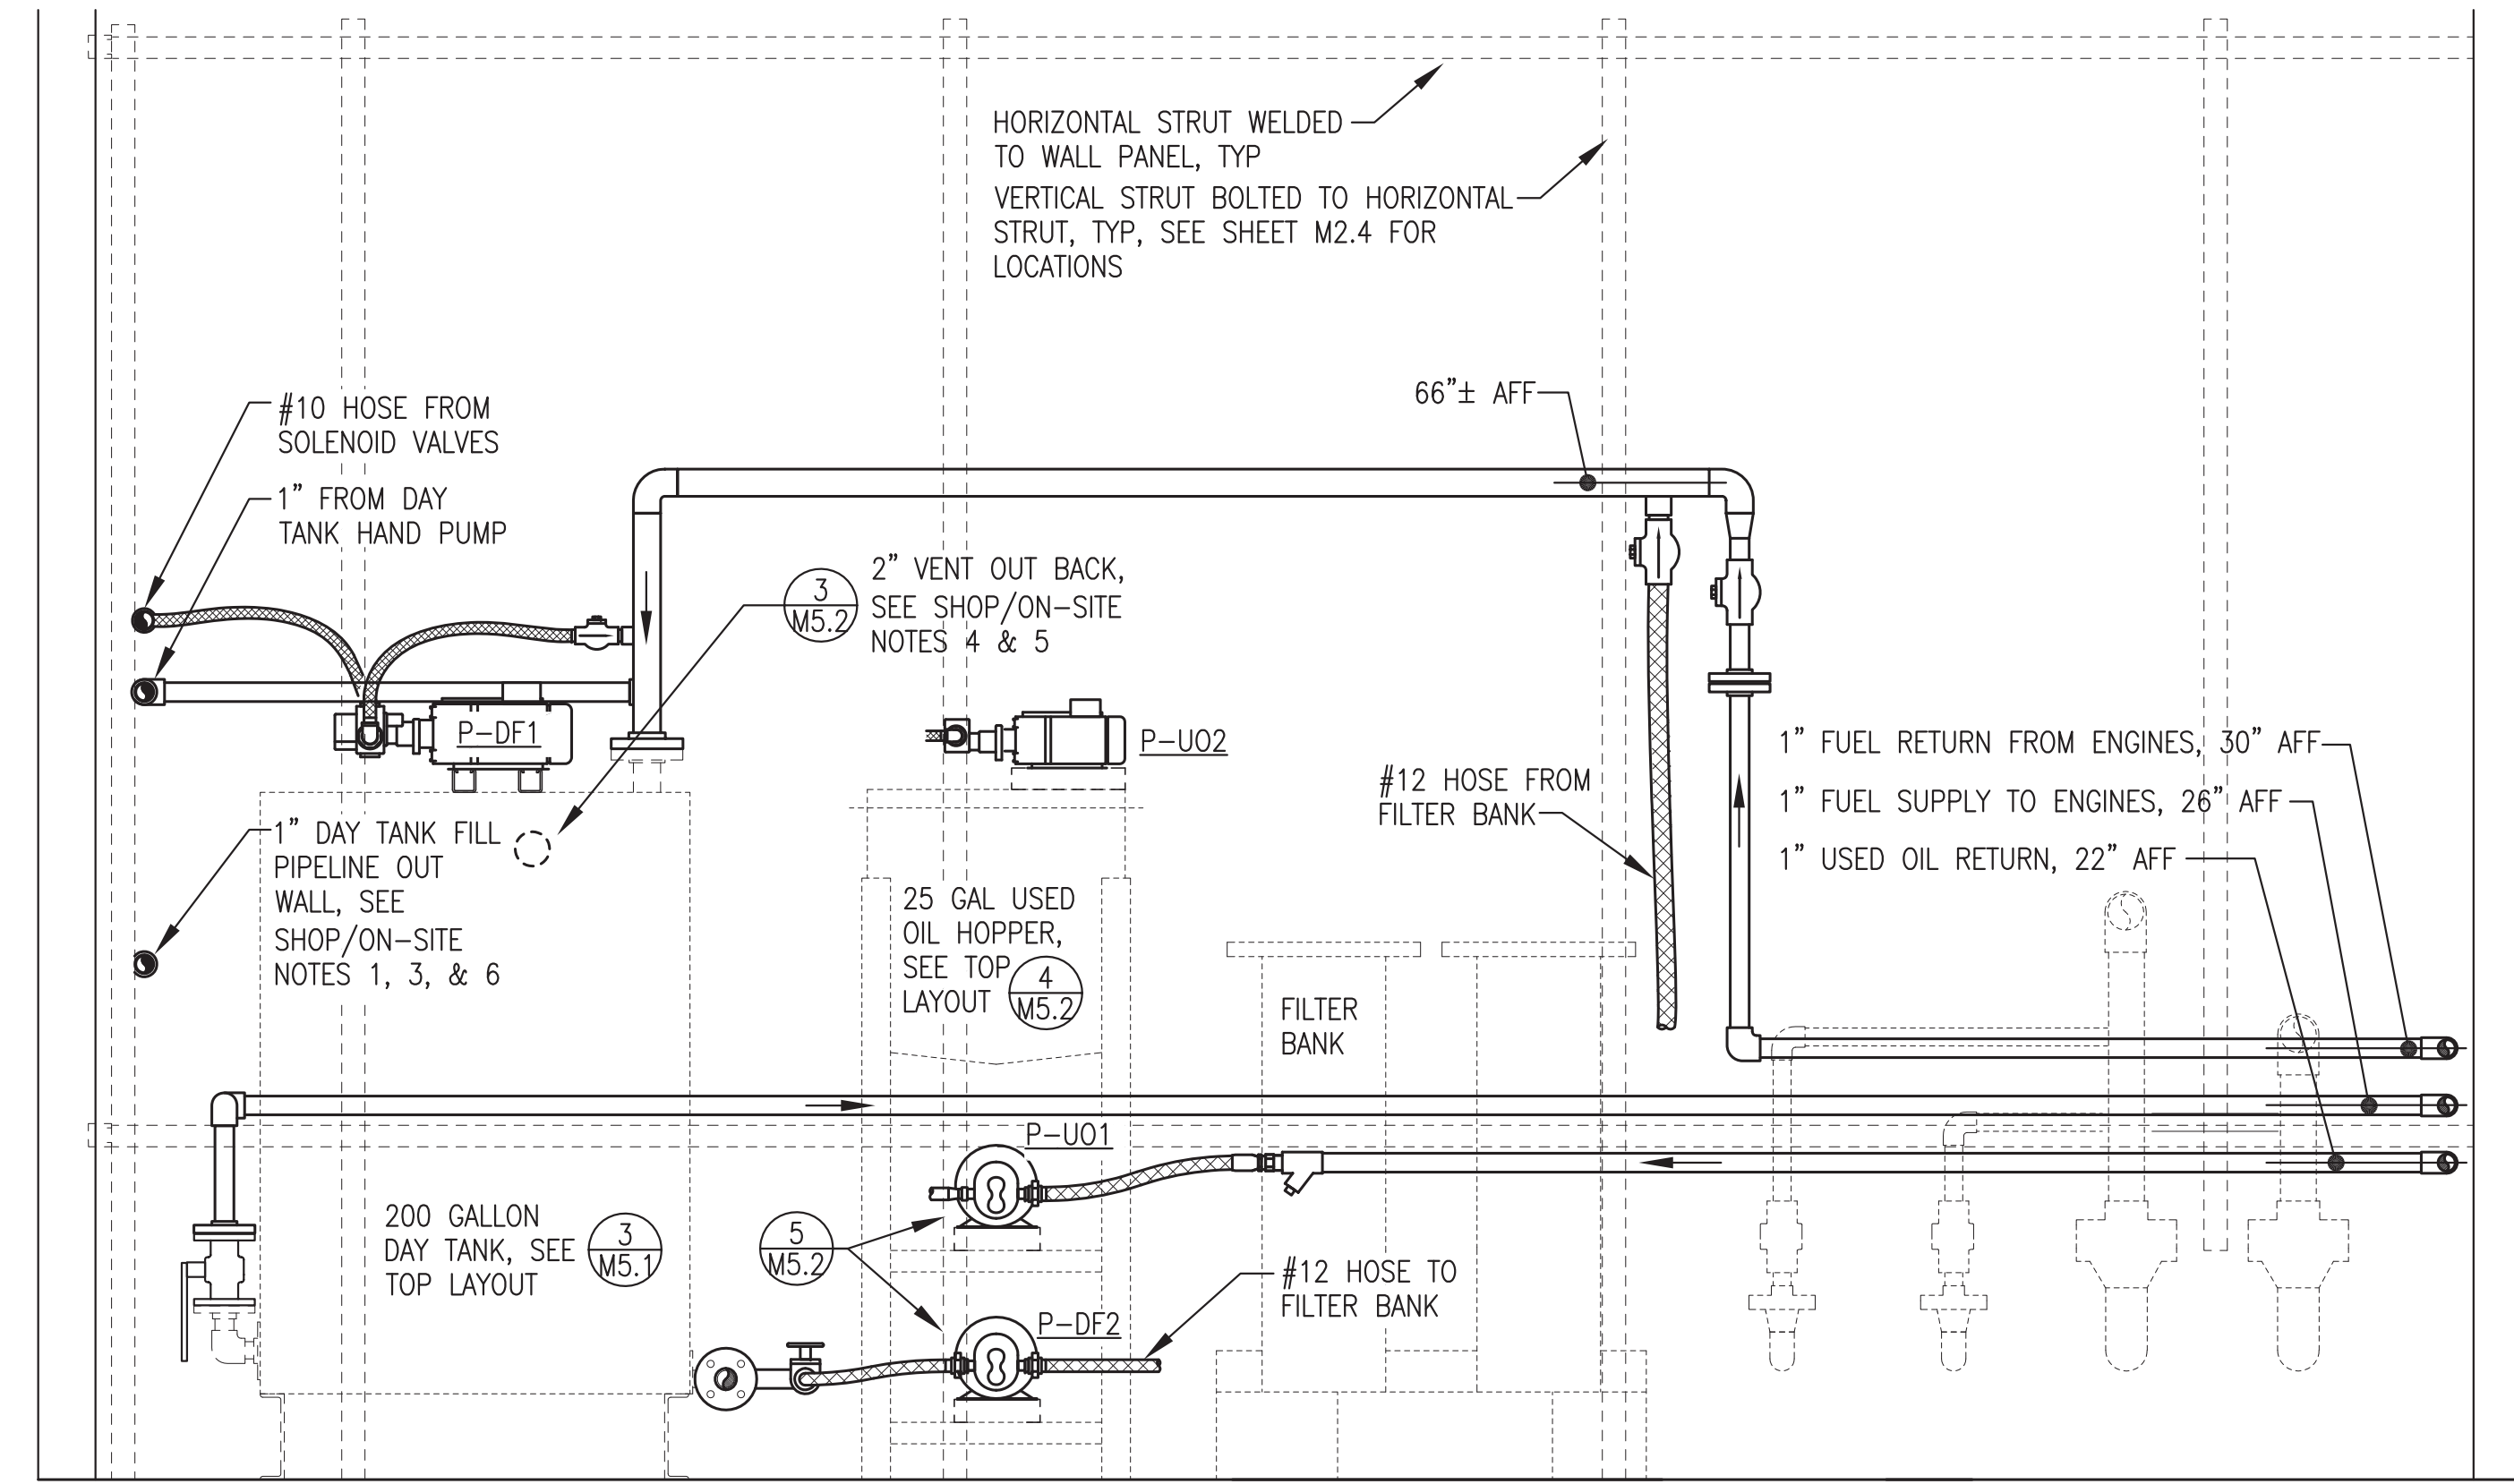 HORIZONTAL STRUT WELDED
TO WALL PANEL, TYP
VERTICAL STRUT BOLTED TO HORIZONTAL
STRUT, TYP, SEE SHEET M2.4 FOR
LOCATIONS
66"± AFF
#10 HOSE FROM
SOLENOID VALVES
1" FROM DAY
TANK HAND PUMP
3
M5.2
2" VENT OUT BACK,
SEE SHOP/ON-SITE
NOTES 4 & 5
P-DF1
P-UO2
#12 HOSE FROM
FILTER BANK
1" FUEL RETURN FROM ENGINES, 30" AFF
1" FUEL SUPPLY TO ENGINES, 26" AFF
1" USED OIL RETURN, 22" AFF
1" DAY TANK FILL
PIPELINE OUT
WALL, SEE
SHOP/ON-SITE
NOTES 1, 3, & 6
25 GAL USED
OIL HOPPER,
SEE TOP
LAYOUT
4
M5.2
FILTER
BANK
P-UO1
200 GALLON
DAY TANK, SEE
TOP LAYOUT
3
M5.1
5
M5.2
#12 HOSE TO
FILTER BANK
P-DF2